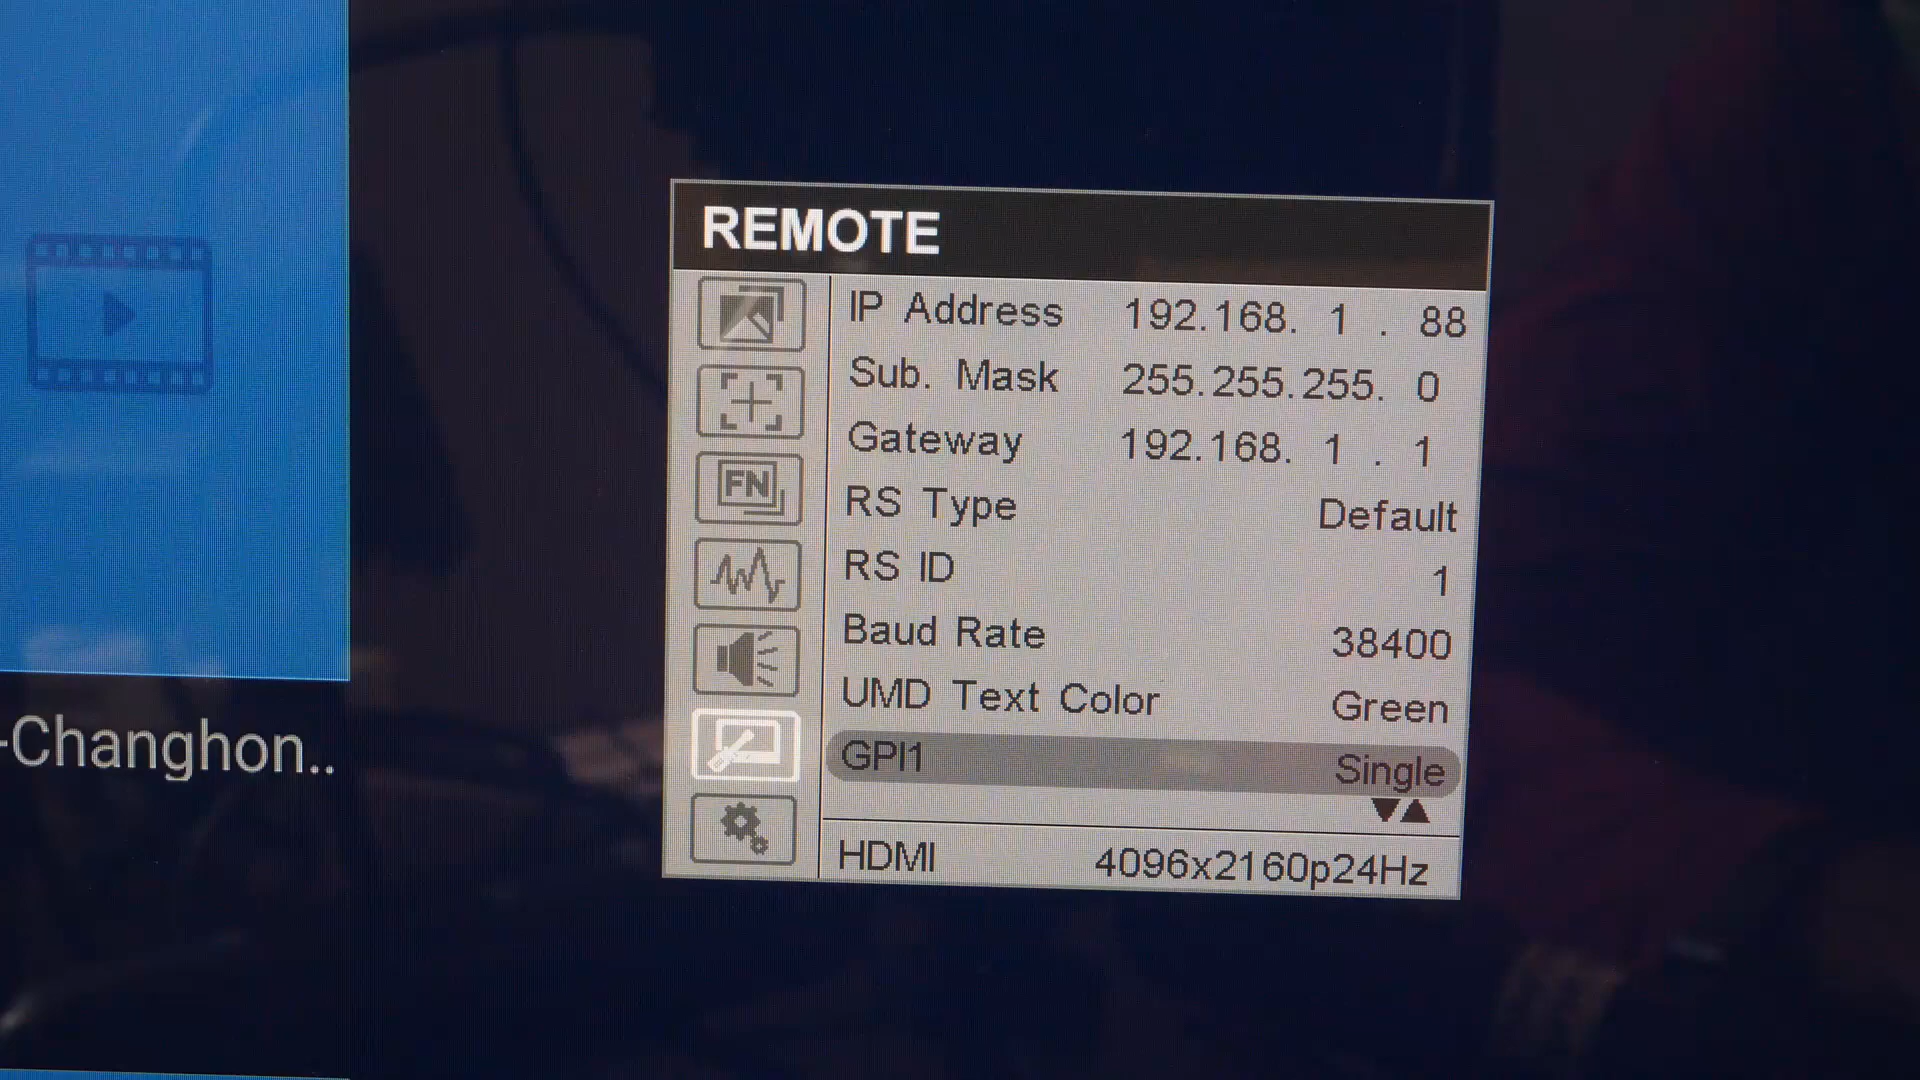 REMOTE
IP Address 192.168. 1 . 88
Sub. Mask 255.255.255. 0
Gateway 192.168. 1 . 1
RS Type Default
RS ID 1
Baud Rate 38400
UMD Text Color Green
GPI1 Single
HDMI 4096x2160p24Hz
FN
-Changhon..